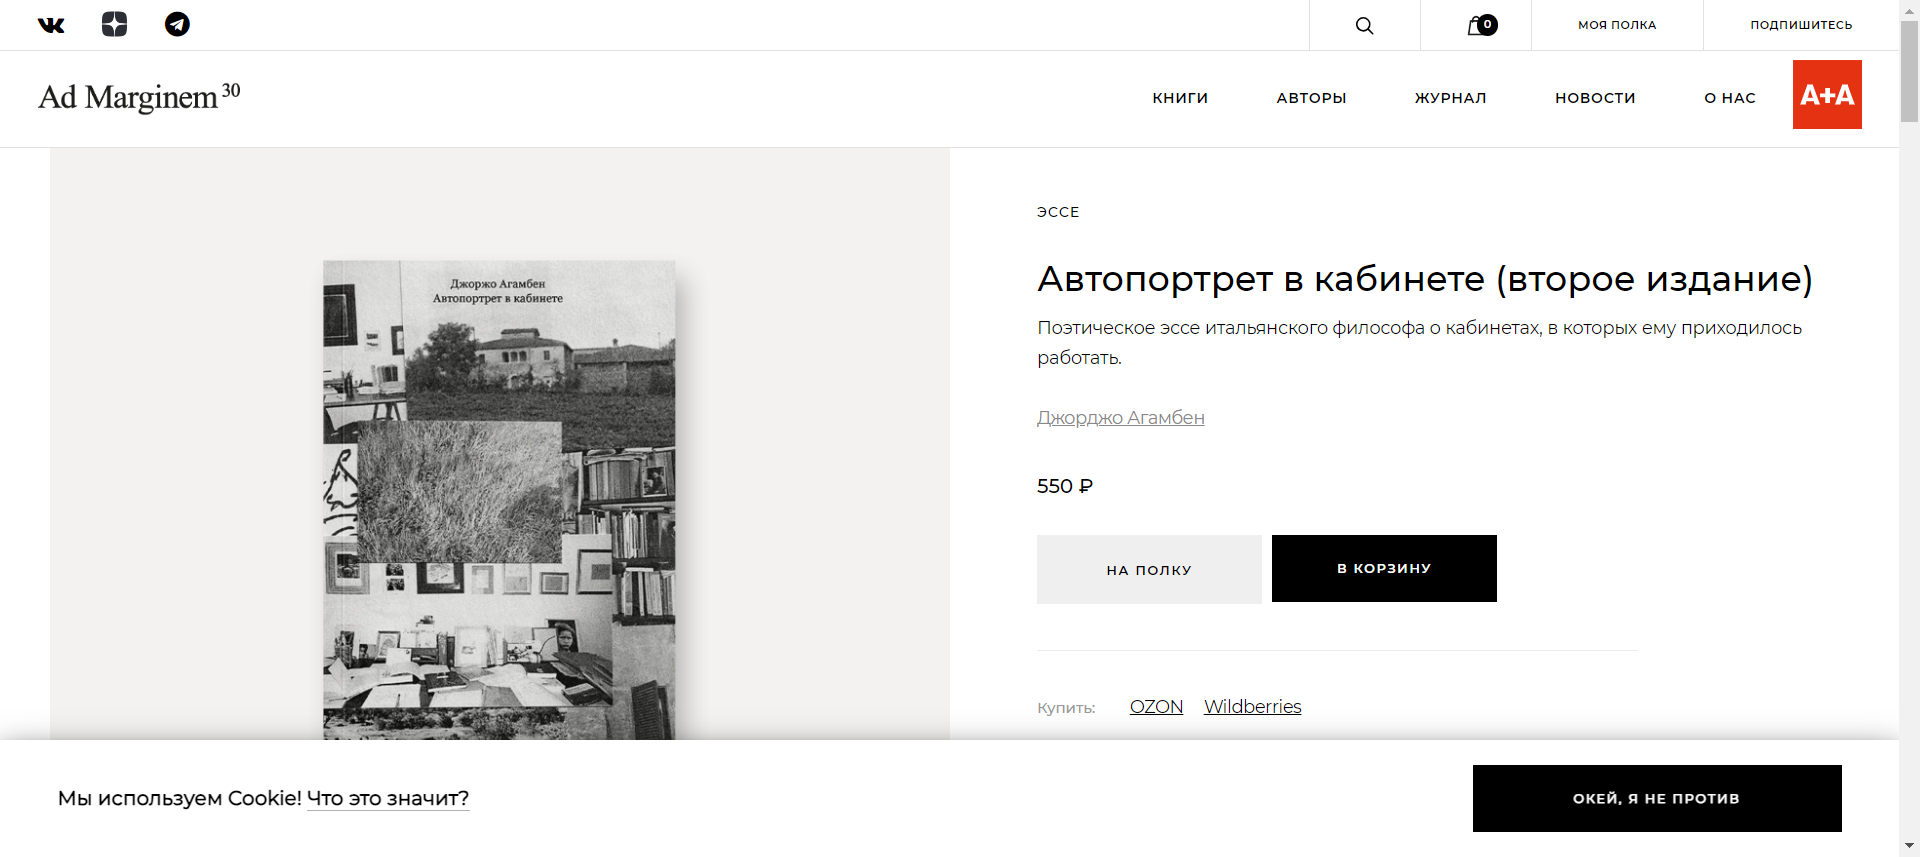 0
МОЯ ПОЛКА
ПОДПИШИТЕСЬ
Ad Marginem 30
КНИГИ
АВТОРЫ
ЖУРНАЛ
НОВОСТИ
О НАС
A+A
Джоржо Агамбен
Автопортрет в кабинете
ЭССЕ
Автопортрет в кабинете (второе издание)
Поэтическое эссе итальянского философа о кабинетах, в которых ему приходилось
работать.
Джорджо Агамбен
550 ₽
НА ПОЛКУ
В КОРЗИНУ
Купить: OZON Wildberries
Мы используем Cookie! Что это значит?
ОКЕЙ, Я НЕ ПРОТИВ